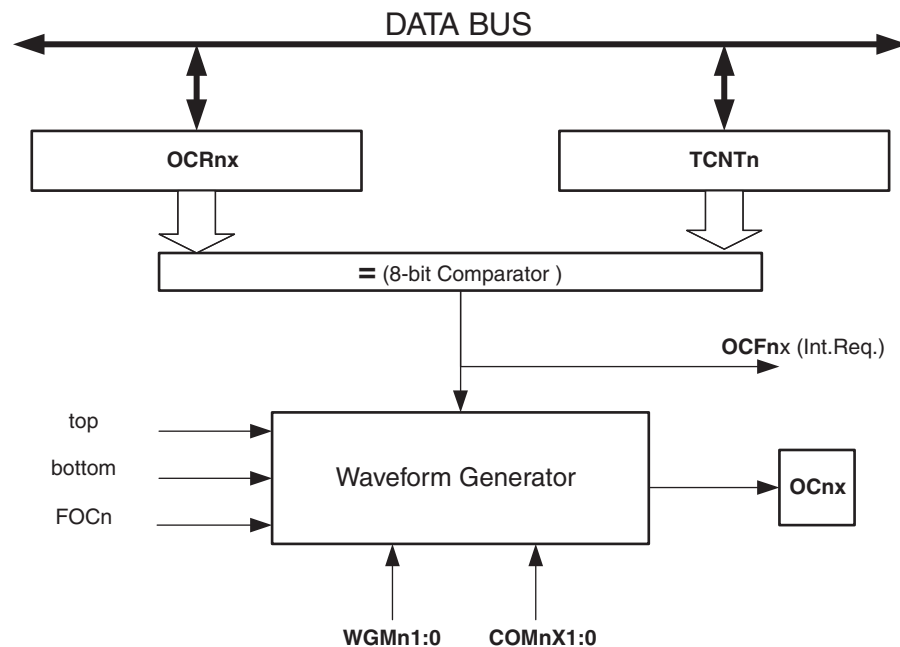 DATA BUS
OCRnx
TCNTn
= (8-bit Comparator )
OCFnx (Int.Req.)
top
bottom
FOCn
Waveform Generator
OCnx
WGMn1:0
COMnX1:0